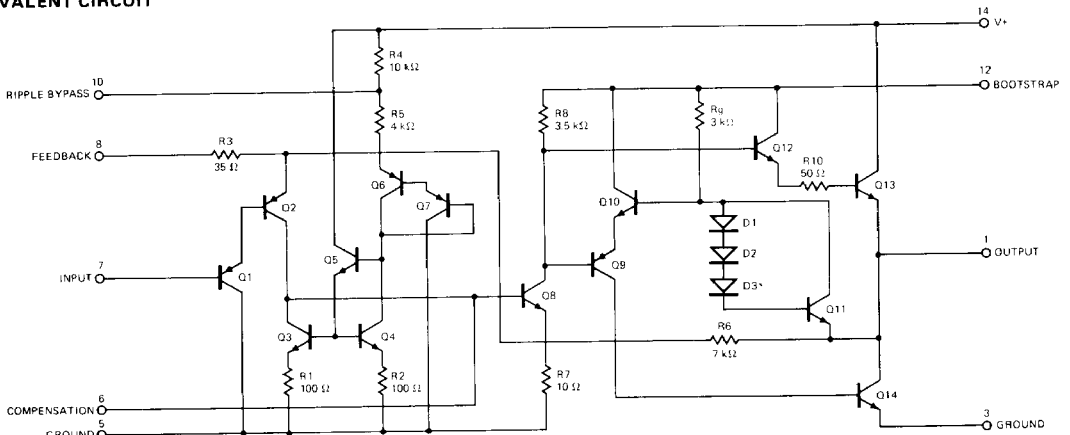 VALENT CIRCUIT
14
V+
R4
10 kΩ
10
RIPPLE BYPASS
12
BOOTSTRAP
R5
4 kΩ
R8
3.5 kΩ
R9
3 kΩ
8
FEEDBACK
R3
35 Ω
Q12
R10
50 Ω
Q13
Q6
Q7
Q2
Q10
D1
D2
D3*
1
OUTPUT
7
INPUT
Q1
Q5
Q9
Q8
Q11
Q3
Q4
R6
7 kΩ
R1
100 Ω
R2
100 Ω
R7
10 Ω
Q14
6
COMPENSATION
5
GROUND
3
GROUND